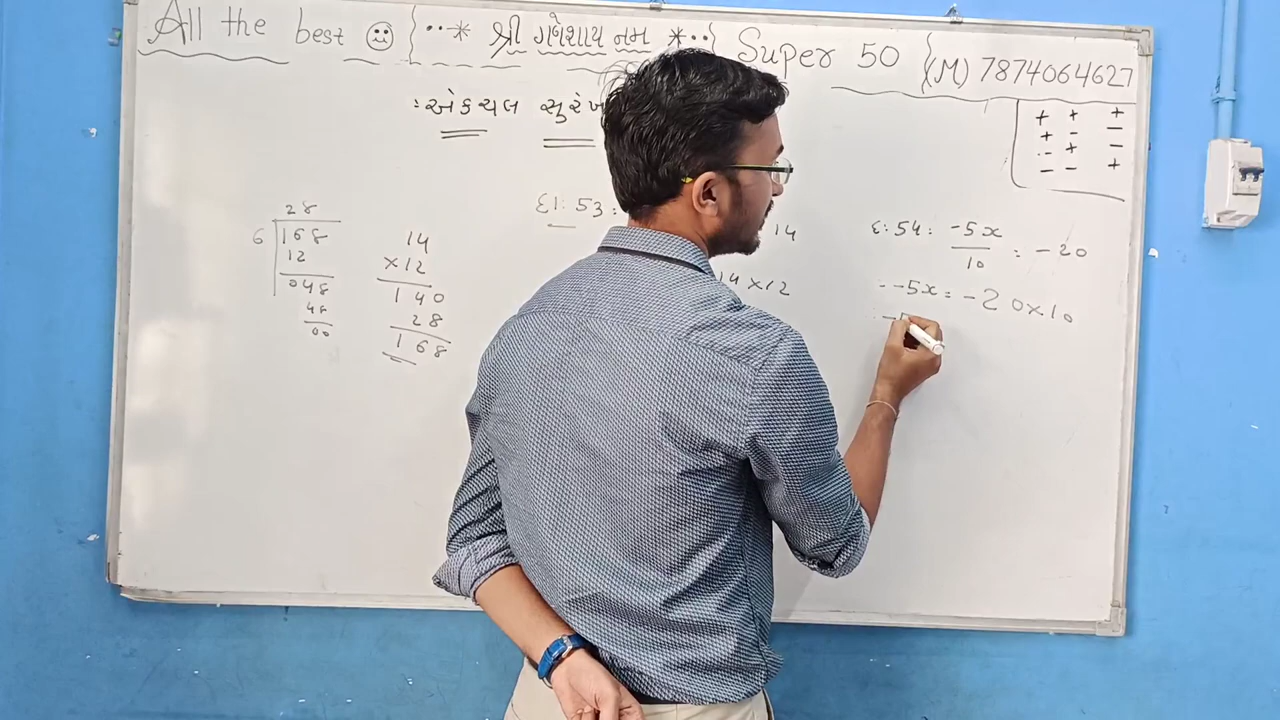 All the best ☺ {··* શ્રી ગણેશાય નમ *··} Super 50 {(M) 7874064627
:એકચલ સુરેખ
+ + +
+ - -
- + -
- - +
28
6 168
12
048
48
00
14
×12
140
28
168
દા:53:
14
14 ×12
દ:54: -5x/10 = -20
-5x = -20×10